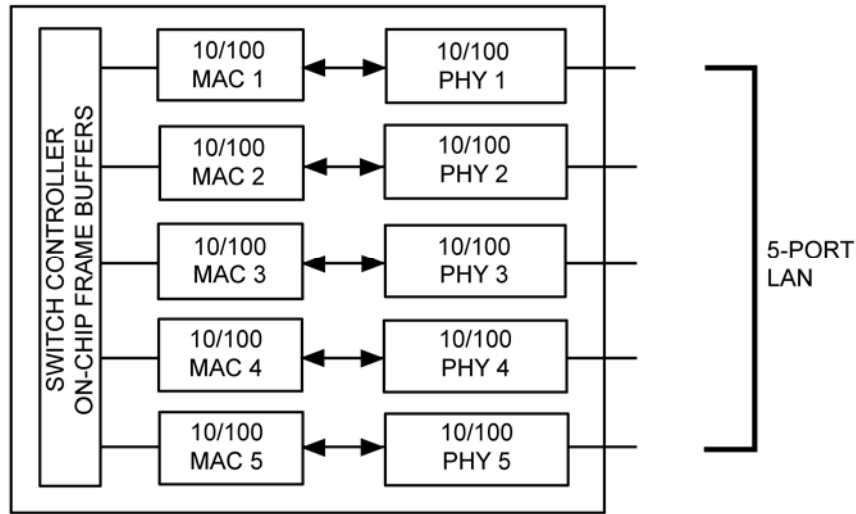 SWITCH CONTROLLER
ON-CHIP FRAME BUFFERS
10/100
MAC 1
10/100
PHY 1
10/100
MAC 2
10/100
PHY 2
10/100
MAC 3
10/100
PHY 3
10/100
MAC 4
10/100
PHY 4
10/100
MAC 5
10/100
PHY 5
5-PORT
LAN